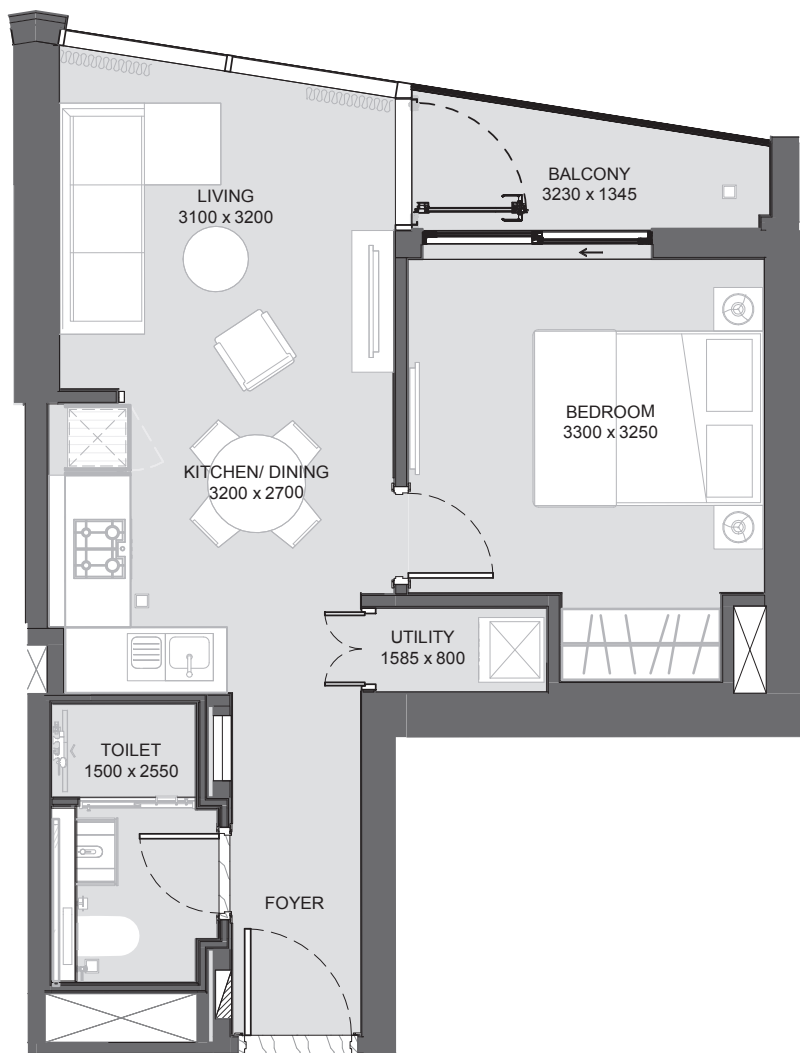 LIVING
3100 x 3200
BALCONY
3230 x 1345
BEDROOM
3300 x 3250
KITCHEN/ DINING
3200 x 2700
UTILITY
1585 x 800
TOILET
1500 x 2550
FOYER